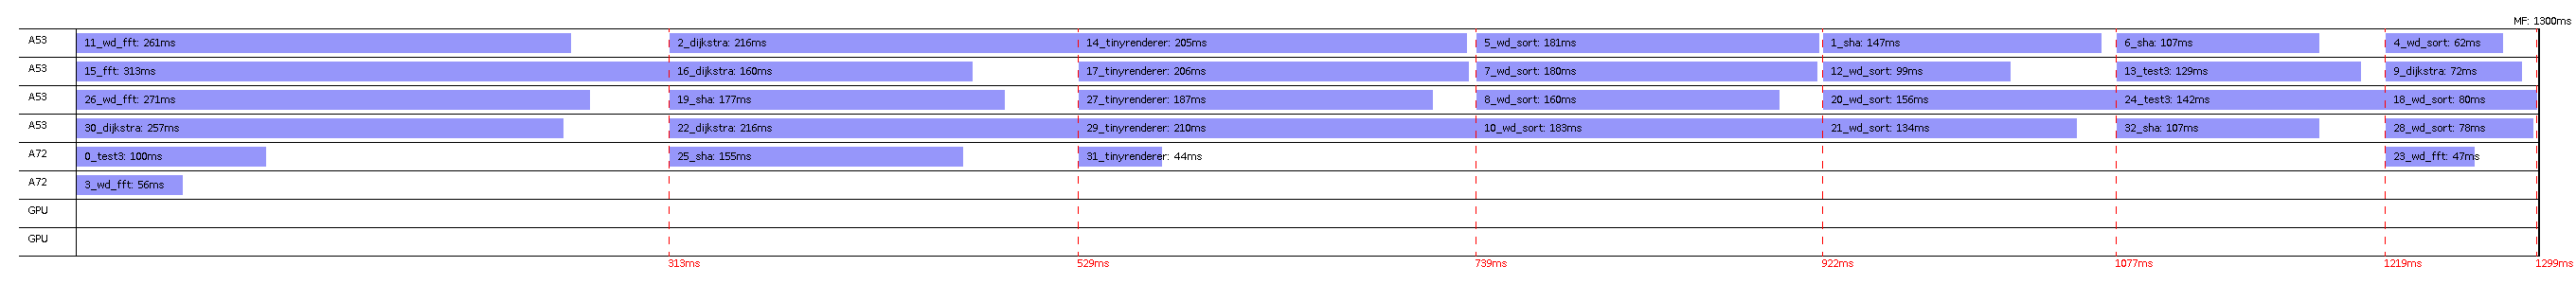 MF: 1300ms
A53 11_wd_fft: 261ms 2_dijkstra: 216ms 14_tinyrenderer: 205ms 5_wd_sort: 181ms 1_sha: 147ms 6_sha: 107ms 4_wd_sort: 62ms
A53 15_fft: 313ms 16_dijkstra: 160ms 17_tinyrenderer: 206ms 7_wd_sort: 180ms 12_wd_sort: 99ms 13_test3: 129ms 9_dijkstra: 72ms
A53 26_wd_fft: 271ms 19_sha: 177ms 27_tinyrenderer: 187ms 8_wd_sort: 160ms 20_wd_sort: 156ms 24_test3: 142ms 18_wd_sort: 80ms
A53 30_dijkstra: 257ms 22_dijkstra: 216ms 29_tinyrenderer: 210ms 10_wd_sort: 183ms 21_wd_sort: 134ms 32_sha: 107ms 28_wd_sort: 78ms
A72 0_test3: 100ms 25_sha: 155ms 31_tinyrenderer: 44ms 23_wd_fft: 47ms
A72 3_wd_fft: 56ms
GPU
GPU
313ms 529ms 739ms 922ms 1077ms 1219ms 1299ms